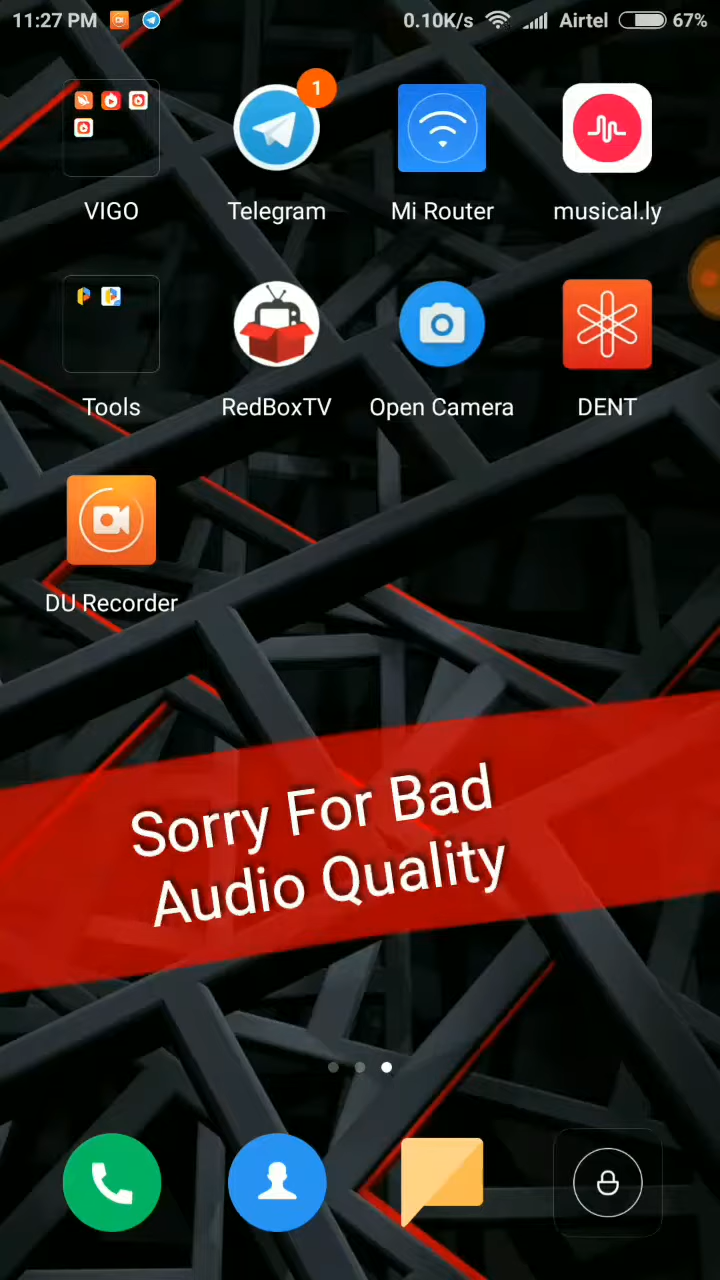 11:27 PM 0.10K/s Airtel 67%
1
VIGO Telegram Mi Router musical.ly
Tools RedBoxTV Open Camera DENT
DU Recorder
Sorry For Bad
Audio Quality